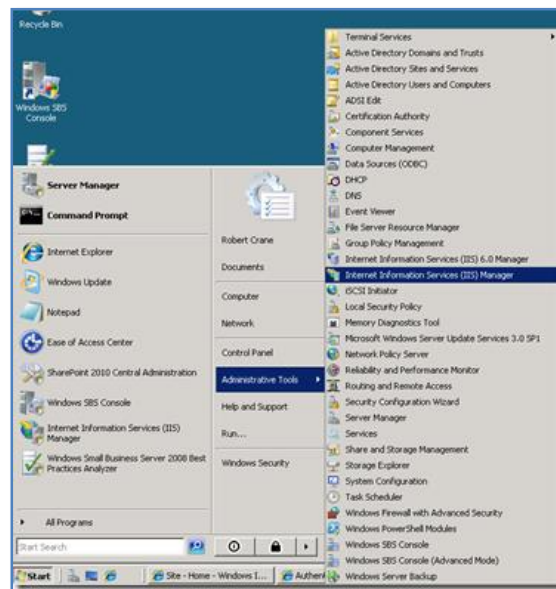 Recycle Bin
Windows SBS
Console
Server Manager
Command Prompt
Internet Explorer
Windows Update
Notepad
Ease of Access Center
SharePoint 2010 Central Administration
Windows SBS Console
Internet Information Services (IIS)
Manager
Windows Small Business Server 2008 Best
Practices Analyzer
All Programs
Start Search
Robert Crane
Documents
Computer
Network
Control Panel
Administrative Tools
Help and Support
Run...
Windows Security
Terminal Services
Active Directory Domains and Trusts
Active Directory Sites and Services
Active Directory Users and Computers
ADSI Edit
Certification Authority
Component Services
Computer Management
Data Sources (ODBC)
DHCP
DNS
Event Viewer
File Server Resource Manager
Group Policy Management
Internet Information Services (IIS) 6.0 Manager
Internet Information Services (IIS) Manager
iSCSI Initiator
Local Security Policy
Memory Diagnostics Tool
Microsoft Windows Server Update Services 3.0 SP1
Network Policy Server
Reliability and Performance Monitor
Routing and Remote Access
Security Configuration Wizard
Server Manager
Services
Share and Storage Management
Storage Explorer
System Configuration
Task Scheduler
Windows Firewall with Advanced Security
Windows PowerShell Modules
Windows SBS Console
Windows SBS Console (Advanced Mode)
Windows Server Backup
Start
Site - Home - Windows I...
Authen